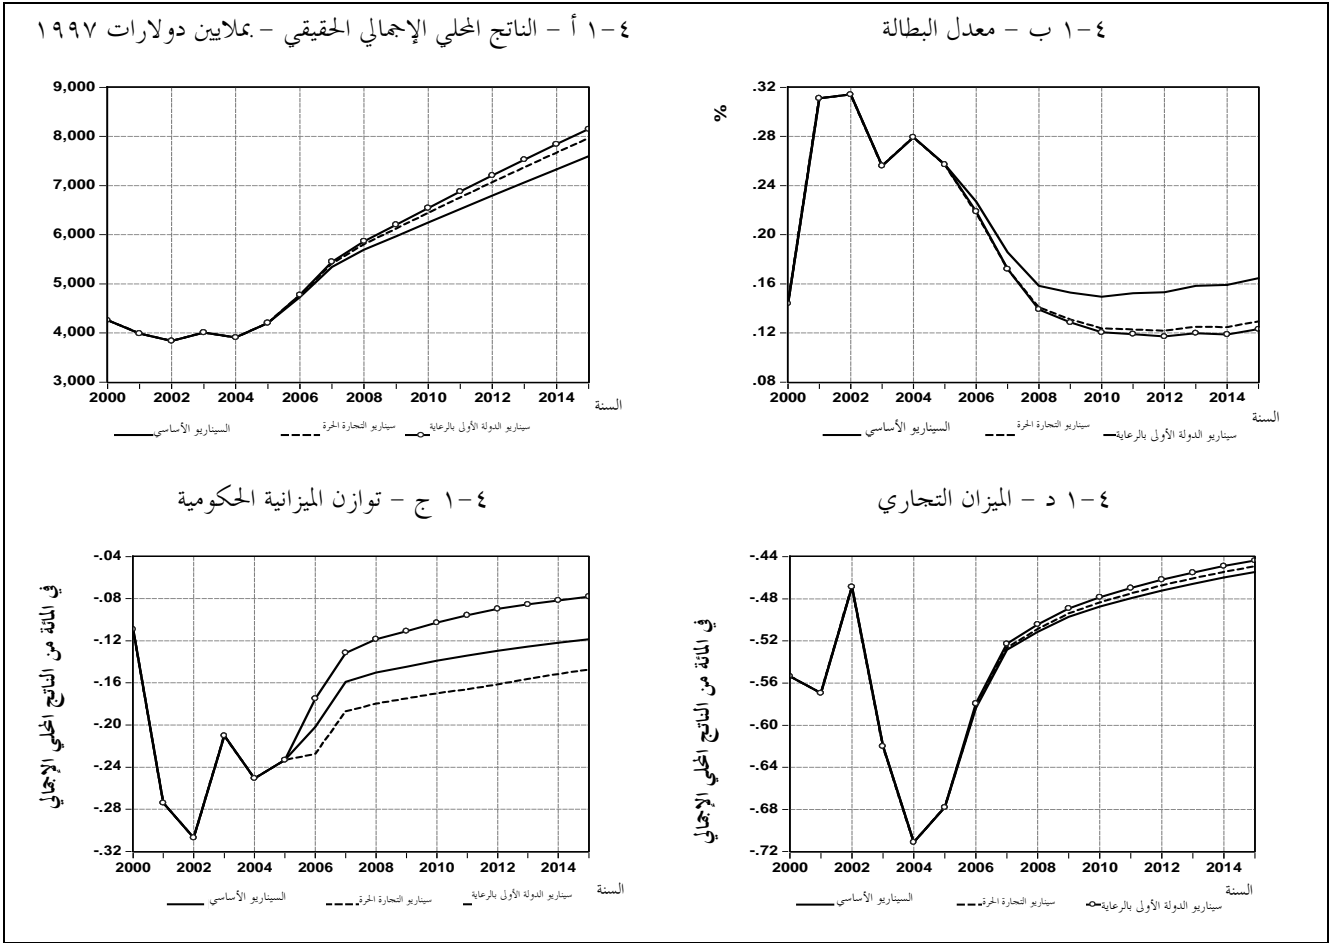 ٤-١ أ - الناتج المحلي الإجمالي الحقيقي - بملايين دولارات ١٩٩٧
9,000
8,000
7,000
6,000
5,000
4,000
3,000
2000 2002 2004 2006 2008 2010 2012 2014
السنة
السيناريو الأساسي
سيناريو التجارة الحرة
سيناريو الدولة الأولى بالرعاية
٤-١ ب - معدل البطالة
%
.32
.28
.24
.20
.16
.12
.08
2000 2002 2004 2006 2008 2010 2012 2014
السنة
السيناريو الأساسي
سيناريو التجارة الحرة
سيناريو الدولة الأولى بالرعاية
٤-١ ج - توازن الميزانية الحكومية
في المائة من الناتج المحلي الإجمالي
-.04
-.08
-.12
-.16
-.20
-.24
-.28
-.32
2000 2002 2004 2006 2008 2010 2012 2014
السنة
السيناريو الأساسي
سيناريو التجارة الحرة
سيناريو الدولة الأولى بالرعاية
٤-١ د - الميزان التجاري
في المائة من الناتج المحلي الإجمالي
-.44
-.48
-.52
-.56
-.60
-.64
-.68
-.72
2000 2002 2004 2006 2008 2010 2012 2014
السنة
السيناريو الأساسي
سيناريو التجارة الحرة
سيناريو الدولة الأولى بالرعاية